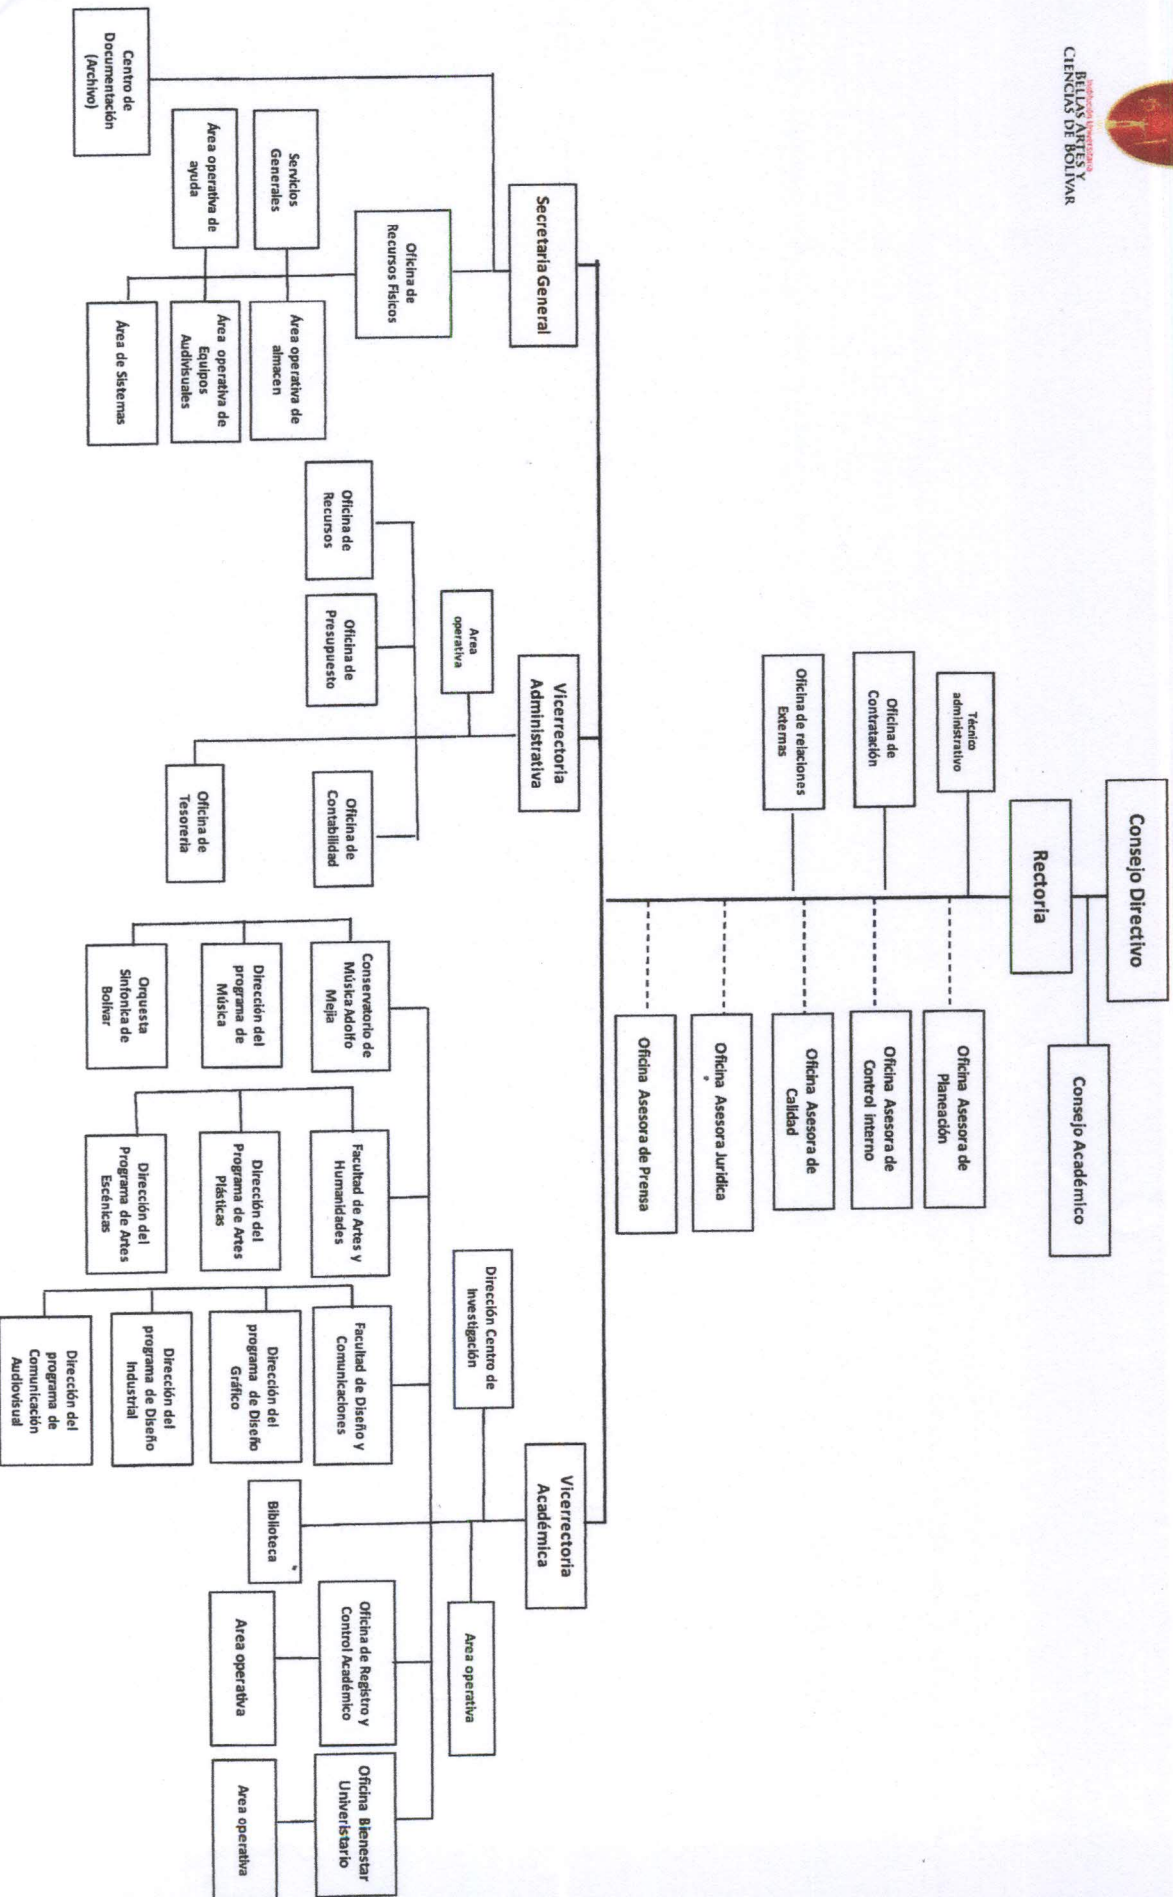 Institución Universitaria
BELLAS ARTES Y
CIENCIAS DE BOLÍVAR
Consejo Directivo
Consejo Académico
Rectoria
Técnico
administrativo
Oficina Asesora de
Planeación
Oficina de
Contratación
Oficina Asesora de
Control interno
Oficina de relaciones
Externas
Oficina Asesora de
Calidad
Oficina Asesora Juridica
Oficina Asesora de Prensa
Secretaria General
Vicerrectoria
Administrativa
Vicerrectoria
Académica
Centro de
Documentación
(Archivo)
Oficina de
Recursos Fisicos
Servicios
Generales
Área operativa de
almacen
Área operativa de
ayuda
Área operativa de
Equipos
Audivisuales
Área de Sistemas
Area
operativa
Oficina de
Recursos
Oficina de
Presupuesto
Oficina de
Contabilidad
Oficina de
Tesoreria
Dirección Centro de
Investigación
Area operativa
Conservatorio de
Música Adolfo
Mejia
Dirección del
programa de
Música
Orquesta
Sinfonica de
Bolívar
Facultad de Artes y
Humanidades
Dirección del
Programa de Artes
Plásticas
Dirección del
Programa de Artes
Escénicas
Facultad de Diseño y
Comunicaciones
Dirección del
programa de Diseño
Gráfico
Dirección del
programa de Diseño
Industrial
Dirección del
programa de
Comunicación
Audiovisual
Biblioteca
Oficina de Registro y
Control Académico
Area operativa
Oficina Bienestar
Univeristario
Area operativa